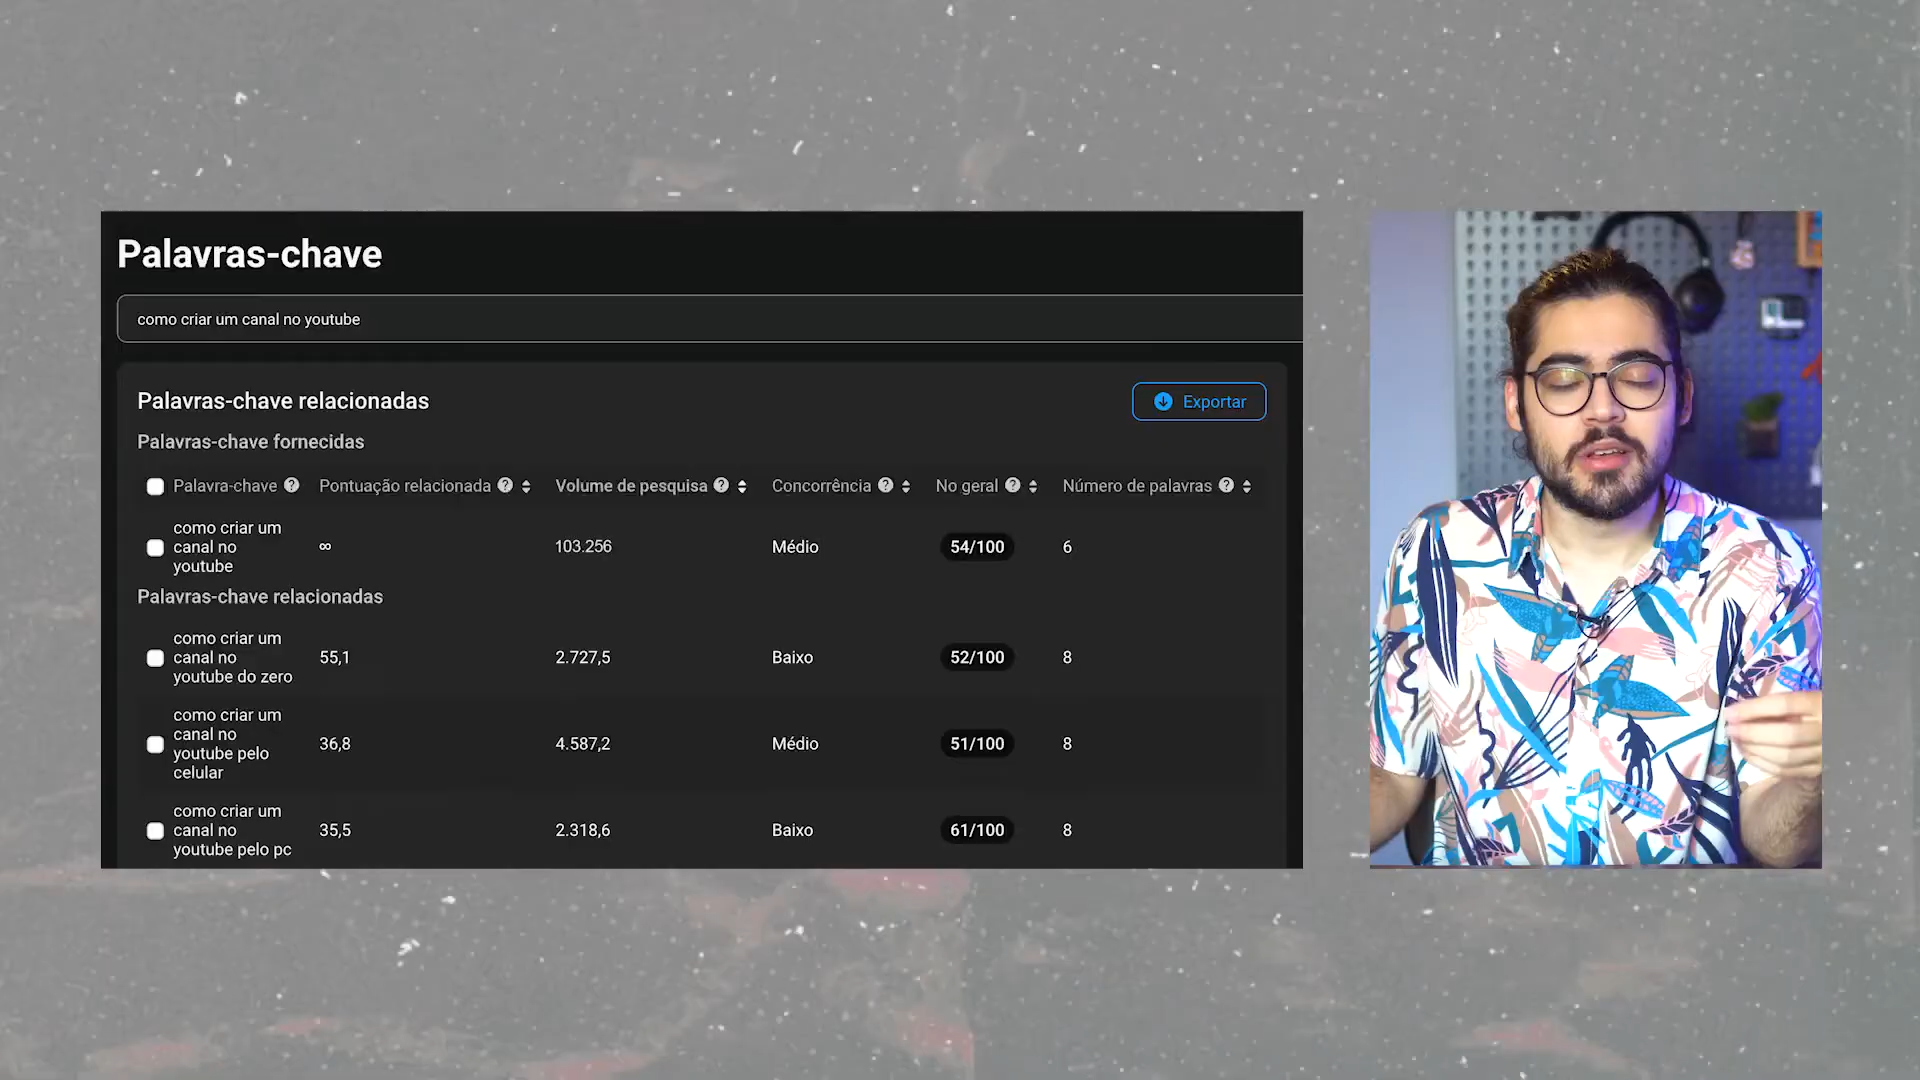 Palavras-chave
como criar um canal no youtube
Palavras-chave relacionadas
Exportar
Palavras-chave fornecidas
Palavra-chave Pontuação relacionada Volume de pesquisa Concorrência No geral Número de palavras
como criar um
canal no
youtube
∞ 103.256 Médio 54/100 6
Palavras-chave relacionadas
como criar um
canal no
youtube do zero
55,1 2.727,5 Baixo 52/100 8
como criar um
canal no
youtube pelo
celular
36,8 4.587,2 Médio 51/100 8
como criar um
canal no
youtube pelo pc
35,5 2.318,6 Baixo 61/100 8